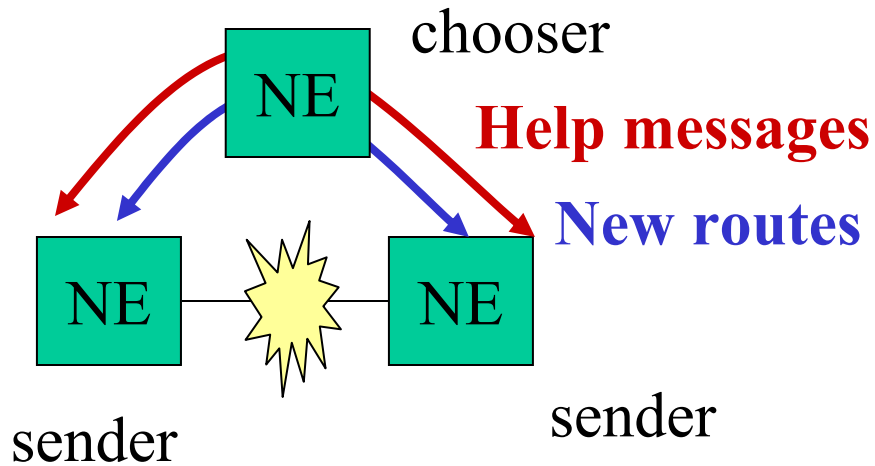 chooser
NE
Help messages
New routes
NE
NE
sender
sender